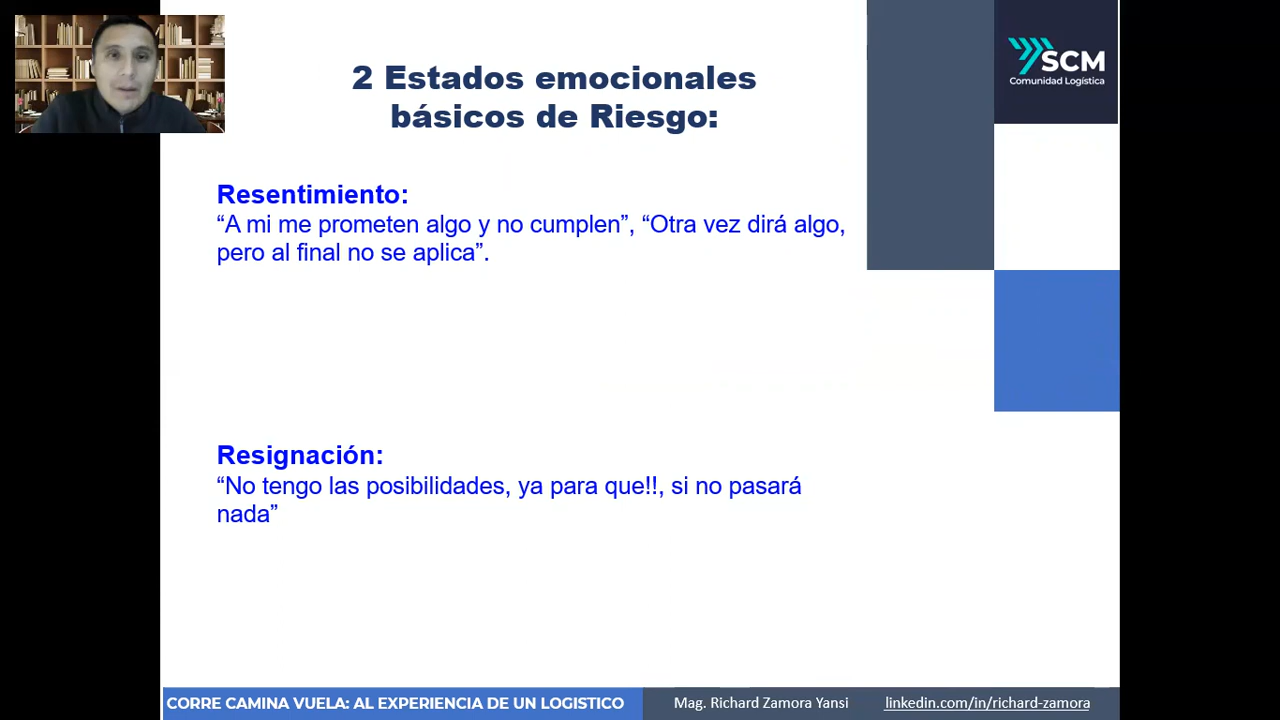 2 Estados emocionales
básicos de Riesgo:
SCM
Comunidad Logística
Resentimiento:
“A mi me prometen algo y no cumplen”, “Otra vez dirá algo,
pero al final no se aplica”.
Resignación:
“No tengo las posibilidades, ya para que!!, si no pasará
nada”
CORRE CAMINA VUELA: AL EXPERIENCIA DE UN LOGISTICO
Mag. Richard Zamora Yansi
linkedin.com/in/richard-zamora